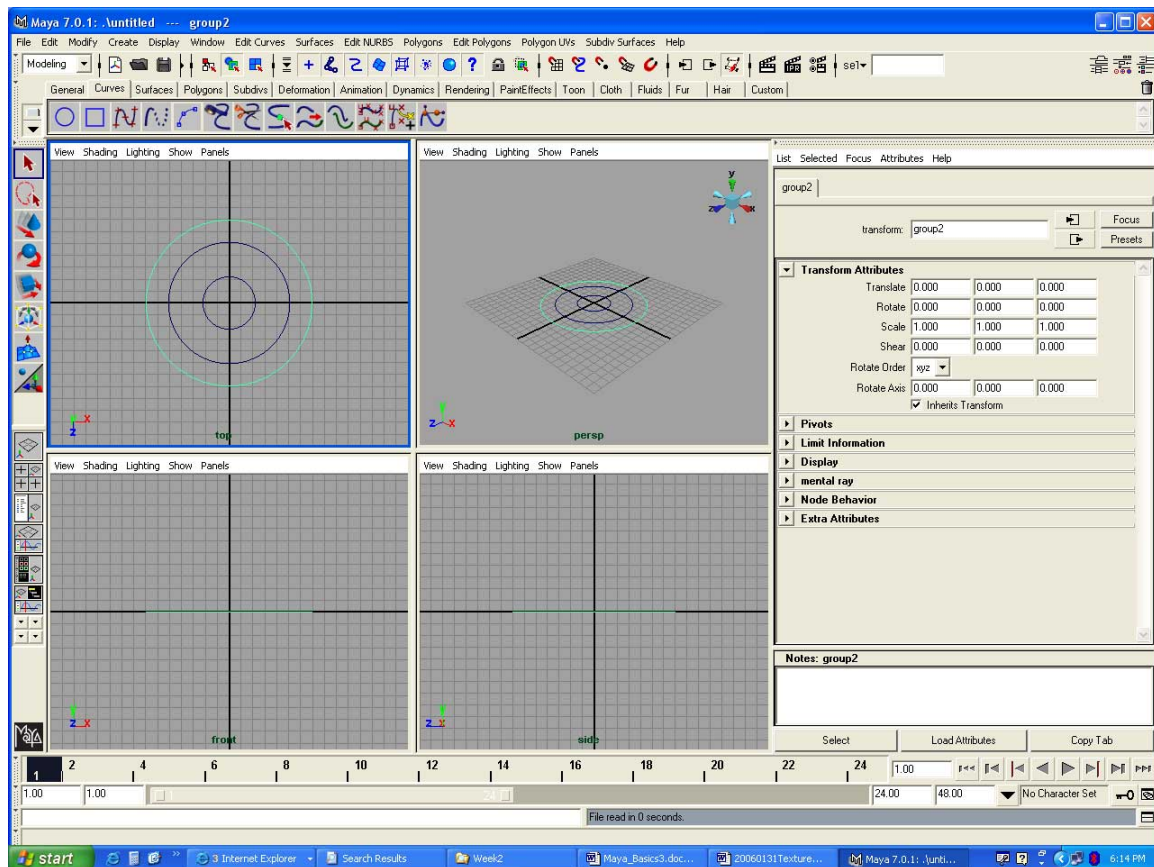 Maya 7.0.1: .\untitled --- group2
File Edit Modify Create Display Window Edit Curves Surfaces Edit NURBS Polygons Edit Polygons Polygon UVs Subdiv Surfaces Help
Modeling sel
General Curves Surfaces Polygons Subdivs Deformation Animation Dynamics Rendering PaintEffects Toon Cloth Fluids Fur Hair Custom
View Shading Lighting Show Panels
top
x
z
View Shading Lighting Show Panels
y
z x
persp
z x
View Shading Lighting Show Panels
front
z x
View Shading Lighting Show Panels
side
z x
List Selected Focus Attributes Help
group2
transform: group2
Focus
Presets
Transform Attributes
Translate 0.000 0.000 0.000
Rotate 0.000 0.000 0.000
Scale 1.000 1.000 1.000
Shear 0.000 0.000 0.000
Rotate Order xyz
Rotate Axis 0.000 0.000 0.000
Inherits Transform
Pivots
Limit Information
Display
mental ray
Node Behavior
Extra Attributes
Notes: group2
Select Load Attributes Copy Tab
MAYA
1 2 4 6 8 10 12 14 16 18 20 22 24 1.00
1.00 1.00 1 24 24.00 48.00 No Character Set
File read in 0 seconds.
start 3 Internet Explorer Search Results Week2 Maya_Basics3.doc... 20060131Texture... Maya 7.0.1: .\unti... 6:14 PM